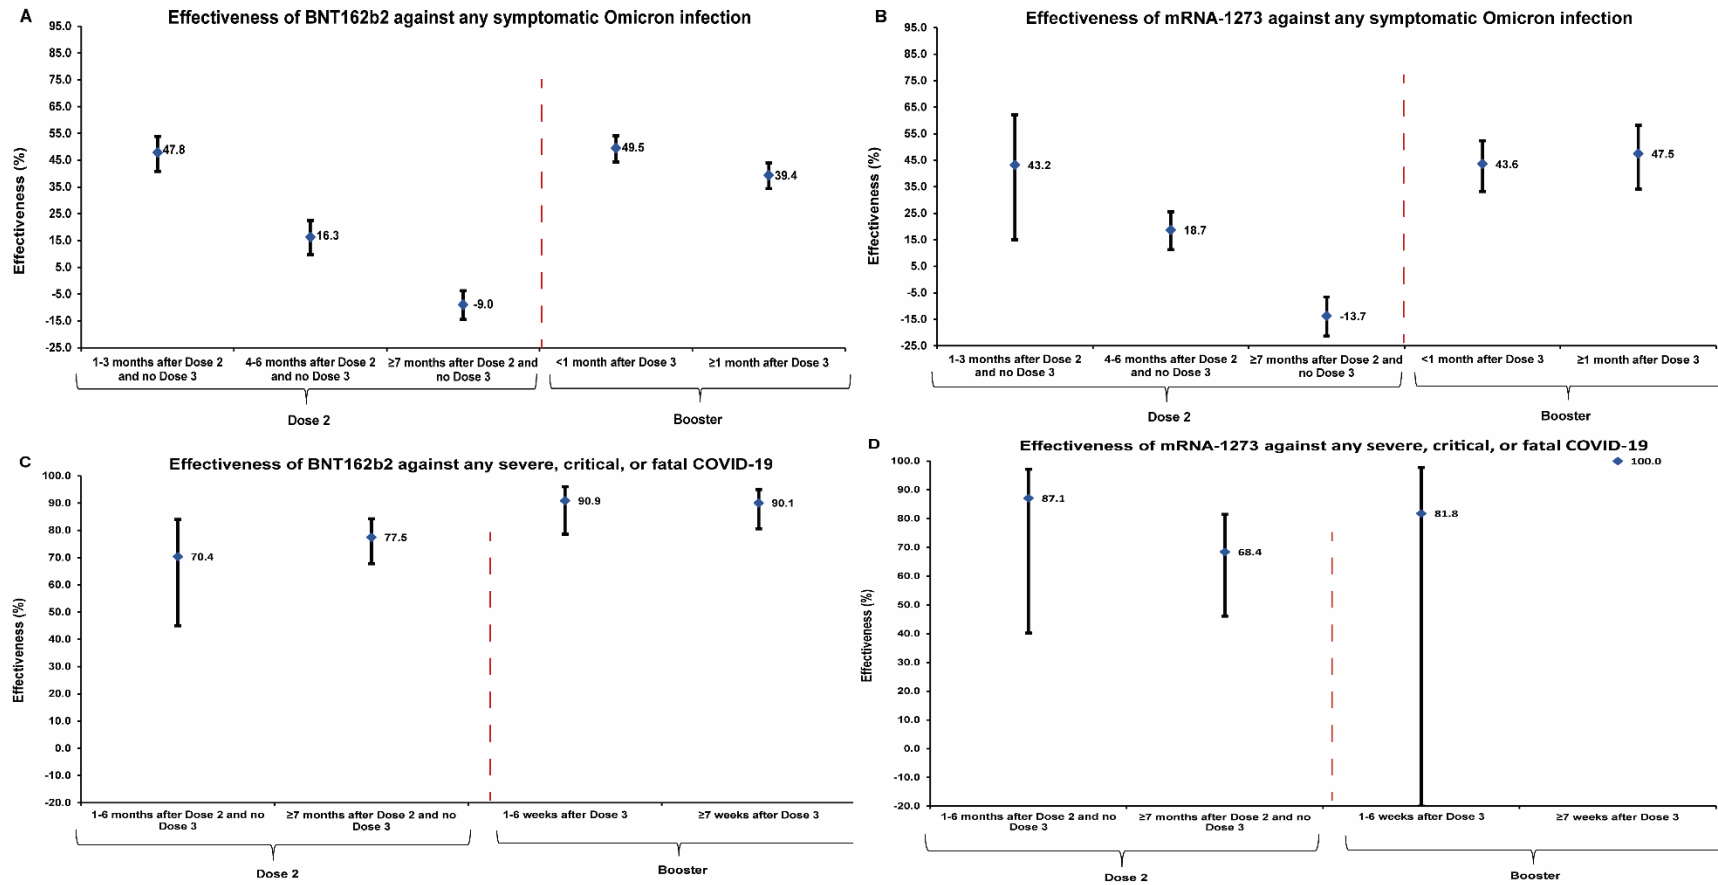 A
Effectiveness of BNT162b2 against any symptomatic Omicron infection
Effectiveness (%)
95.0
85.0
75.0
65.0
55.0
45.0
35.0
25.0
15.0
5.0
-5.0
-15.0
-25.0
47.8
16.3
-9.0
49.5
39.4
1-3 months after Dose 2
and no Dose 3
4-6 months after Dose 2
and no Dose 3
≥7 months after Dose 2 and
no Dose 3
<1 month after Dose 3
≥1 month after Dose 3
Dose 2
Booster
B
Effectiveness of mRNA-1273 against any symptomatic Omicron infection
Effectiveness (%)
95.0
85.0
75.0
65.0
55.0
45.0
35.0
25.0
15.0
5.0
-5.0
-15.0
-25.0
43.2
18.7
-13.7
43.6
47.5
1-3 months after Dose 2
and no Dose 3
4-6 months after Dose 2
and no Dose 3
≥7 months after Dose 2 and
no Dose 3
<1 month after Dose 3
≥1 month after Dose 3
Dose 2
Booster
C
Effectiveness of BNT162b2 against any severe, critical, or fatal COVID-19
Effectiveness (%)
100.0
90.0
80.0
70.0
60.0
50.0
40.0
30.0
20.0
10.0
0.0
-10.0
-20.0
70.4
77.5
90.9
90.1
1-6 months after Dose 2 and no
Dose 3
≥7 months after Dose 2 and no
Dose 3
1-6 weeks after Dose 3
≥7 weeks after Dose 3
Dose 2
Booster
D
Effectiveness of mRNA-1273 against any severe, critical, or fatal COVID-19
Effectiveness (%)
100.0
90.0
80.0
70.0
60.0
50.0
40.0
30.0
20.0
10.0
0.0
-10.0
-20.0
87.1
68.4
81.8
100.0
1-6 months after Dose 2 and no
Dose 3
≥7 months after Dose 2 and no
Dose 3
1-6 weeks after Dose 3
≥7 weeks after Dose 3
Dose 2
Booster